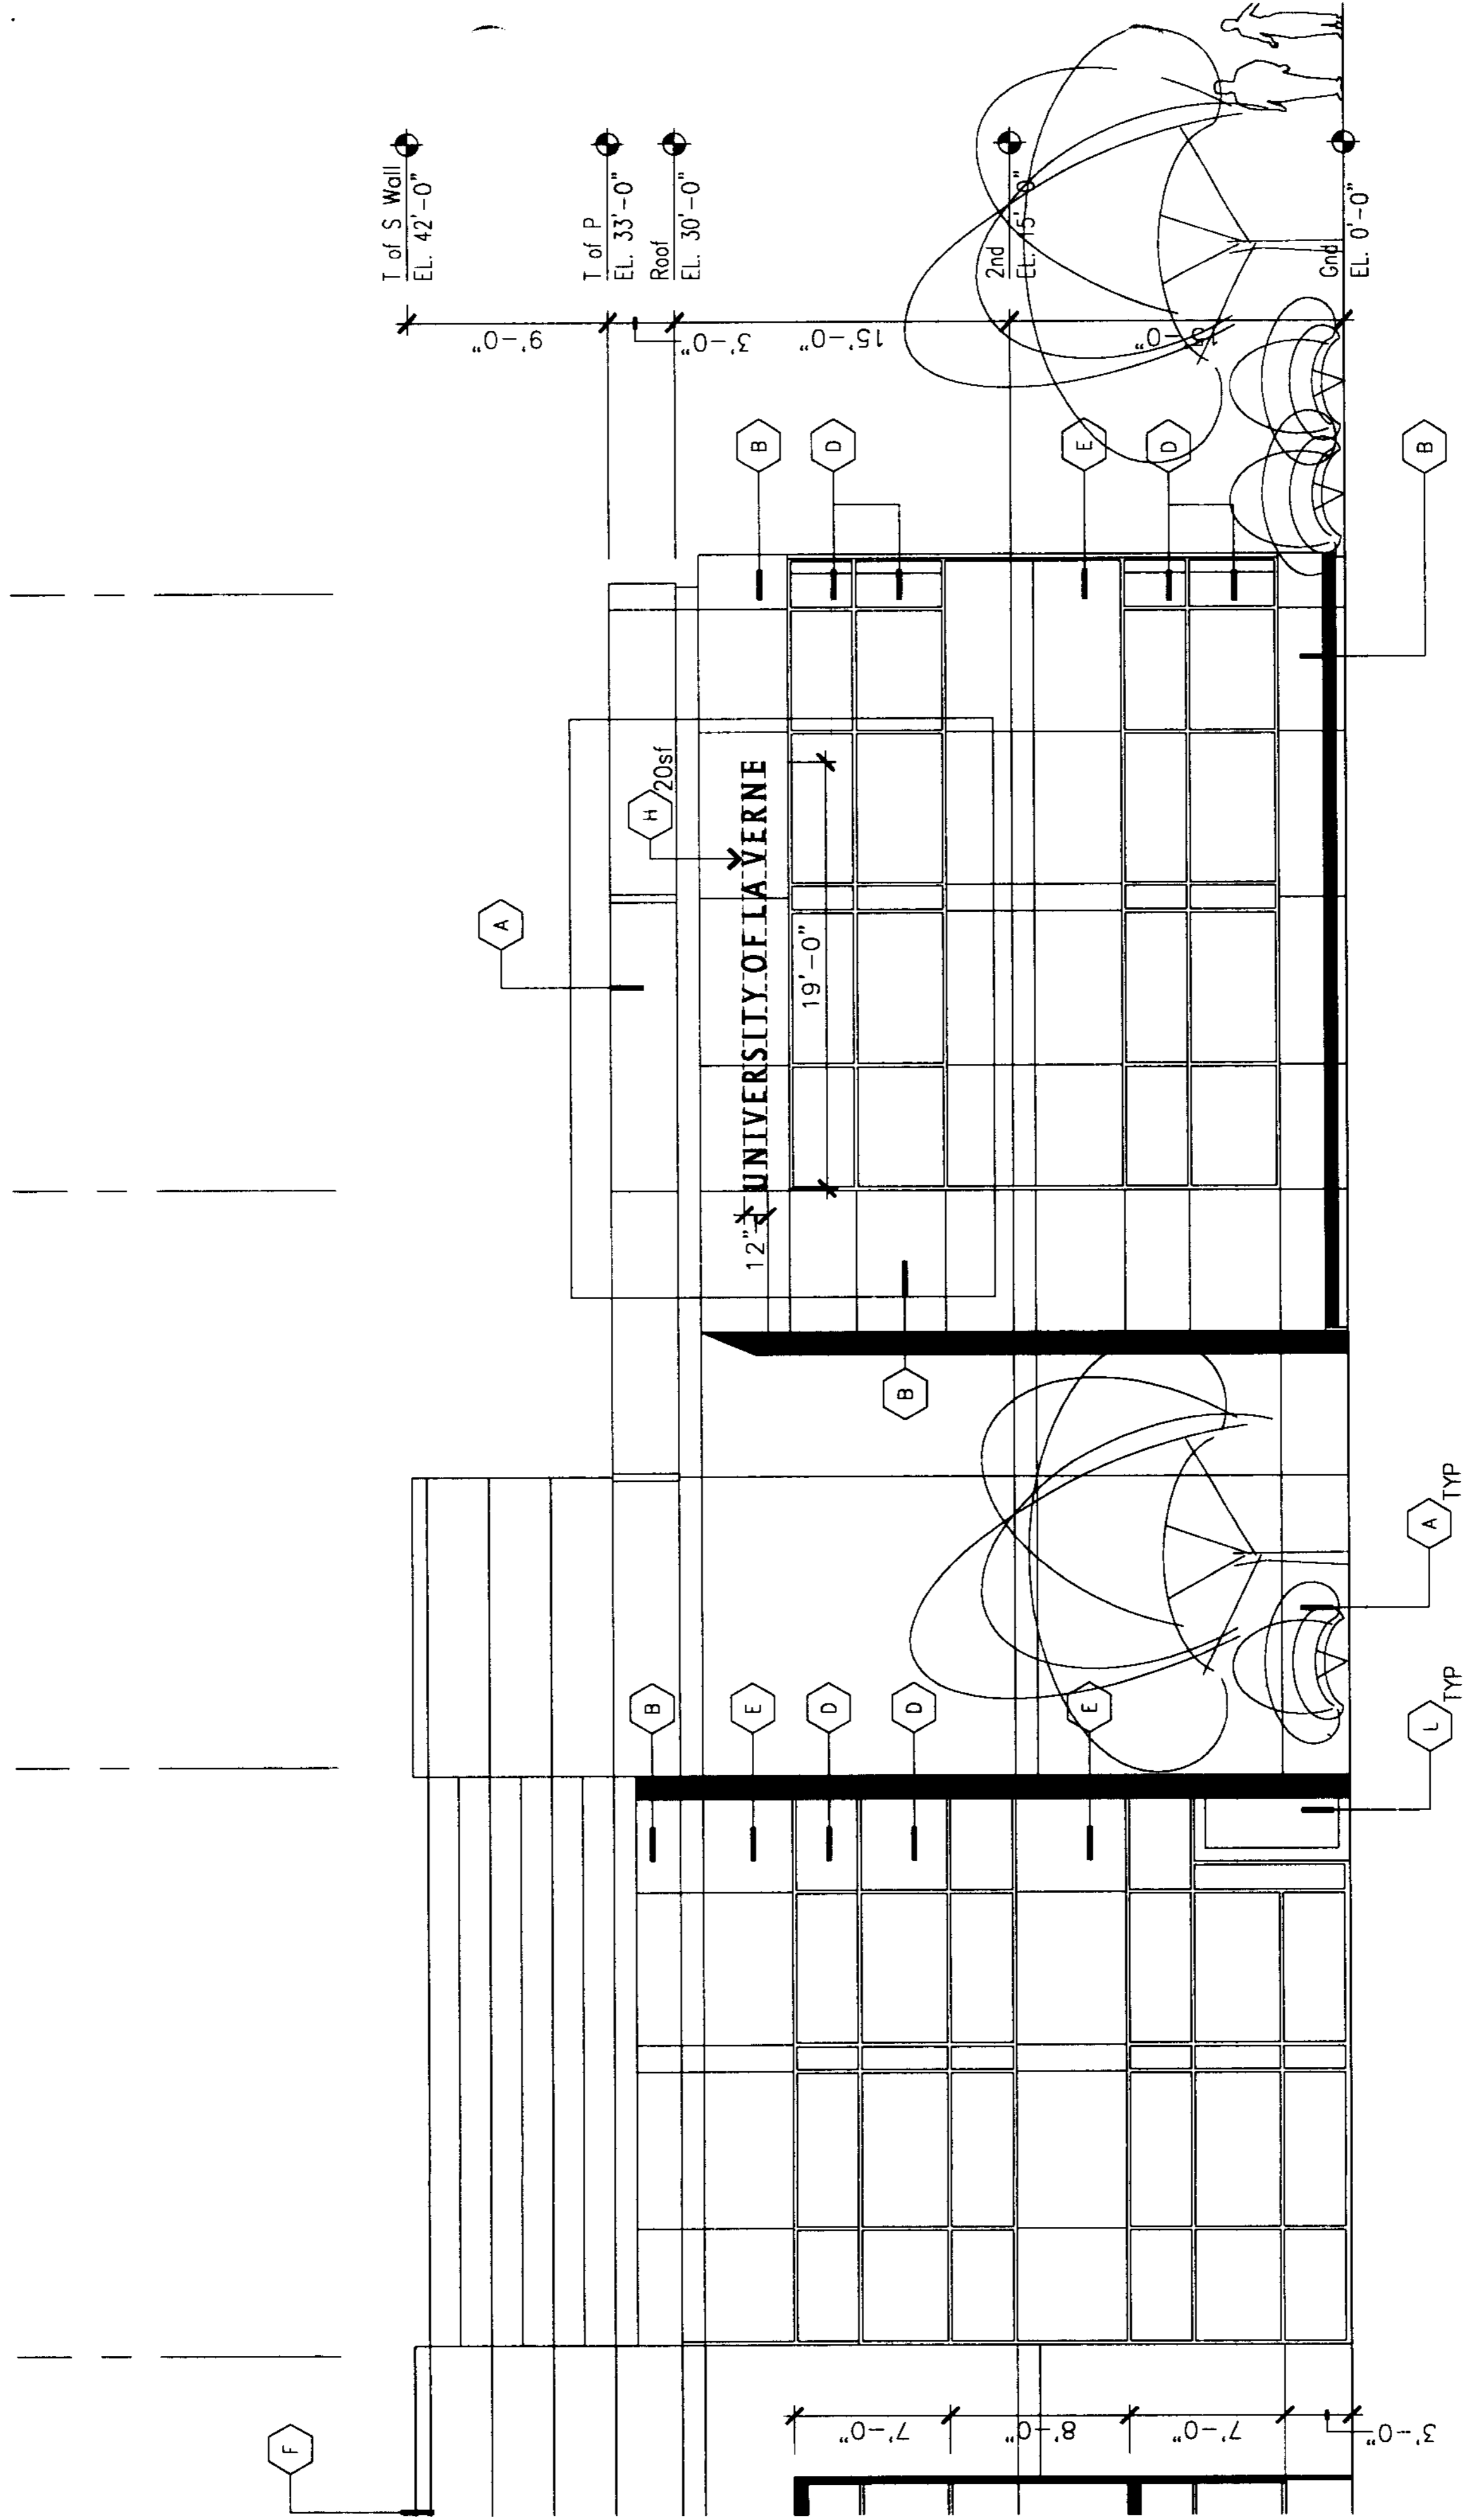 F
B
E
D
D
E
A
H
20sf
B
D
E
D
T of S Wall
EL. 42'-0"
T of P
EL. 33'-0"
Roof
EL. 30'-0"
2nd
EL. 15'-0"
Gnd
EL. 0'-0"
9'-0"
3'-0"
15'-0"
15'-0"
12"
UNIVERSITY OF LA VERNE
19'-0"
B
7'-0"
8'-0"
7'-0"
3'-0"
L
TYP
A
TYP
B